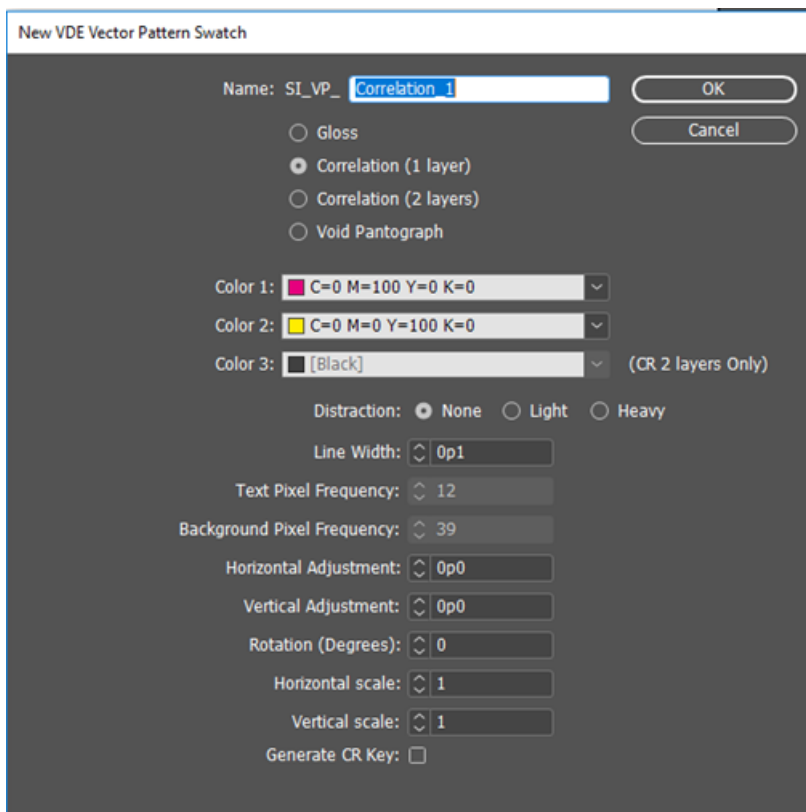 New VDE Vector Pattern Swatch
Name: SI_VP_ Correlation_1 OK
Gloss Cancel
Correlation (1 layer)
Correlation (2 layers)
Void Pantograph
Color 1: C=0 M=100 Y=0 K=0
Color 2: C=0 M=0 Y=100 K=0
Color 3: [Black] (CR 2 layers Only)
Distraction: None Light Heavy
Line Width: 0p1
Text Pixel Frequency: 12
Background Pixel Frequency: 39
Horizontal Adjustment: 0p0
Vertical Adjustment: 0p0
Rotation (Degrees): 0
Horizontal scale: 1
Vertical scale: 1
Generate CR Key: